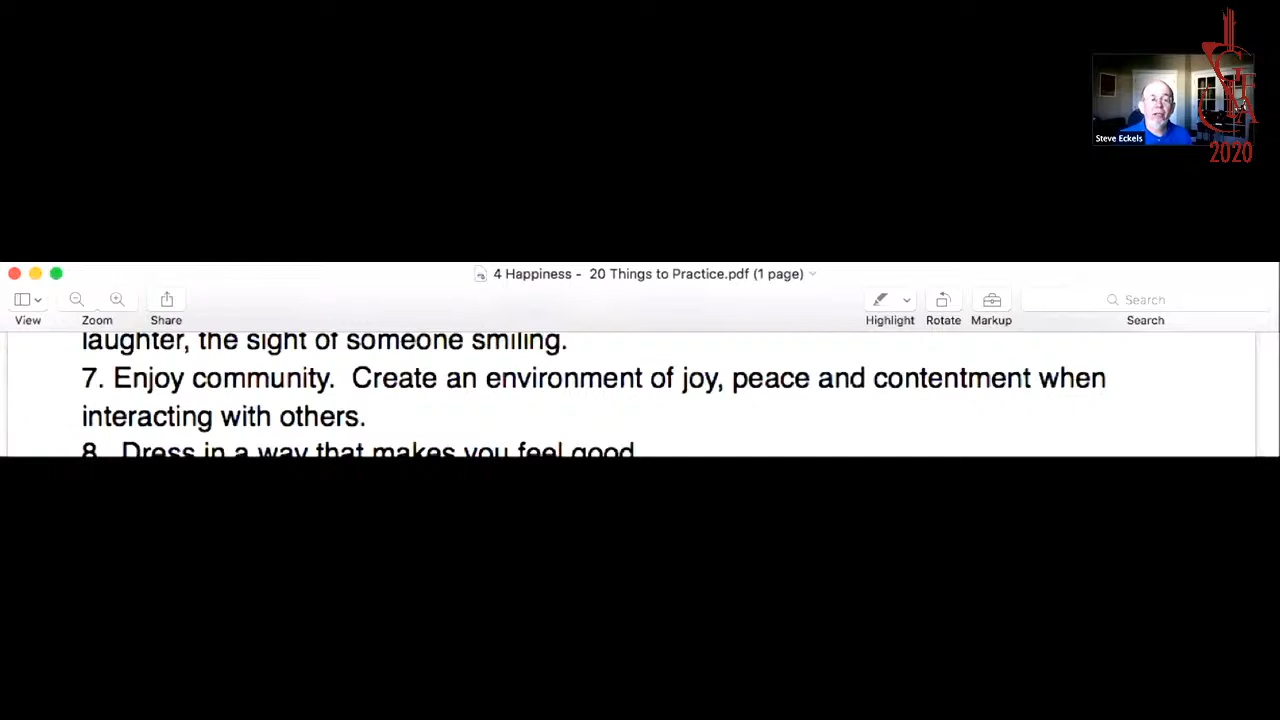 GFA
2020
Steve Eckels
4 Happiness -  20 Things to Practice.pdf (1 page)
View
Zoom
Share
Highlight
Rotate
Markup
Search
Search
laughter, the sight of someone smiling.
7. Enjoy community.  Create an environment of joy, peace and contentment when
interacting with others.
8.  Dress in a way that makes you feel good